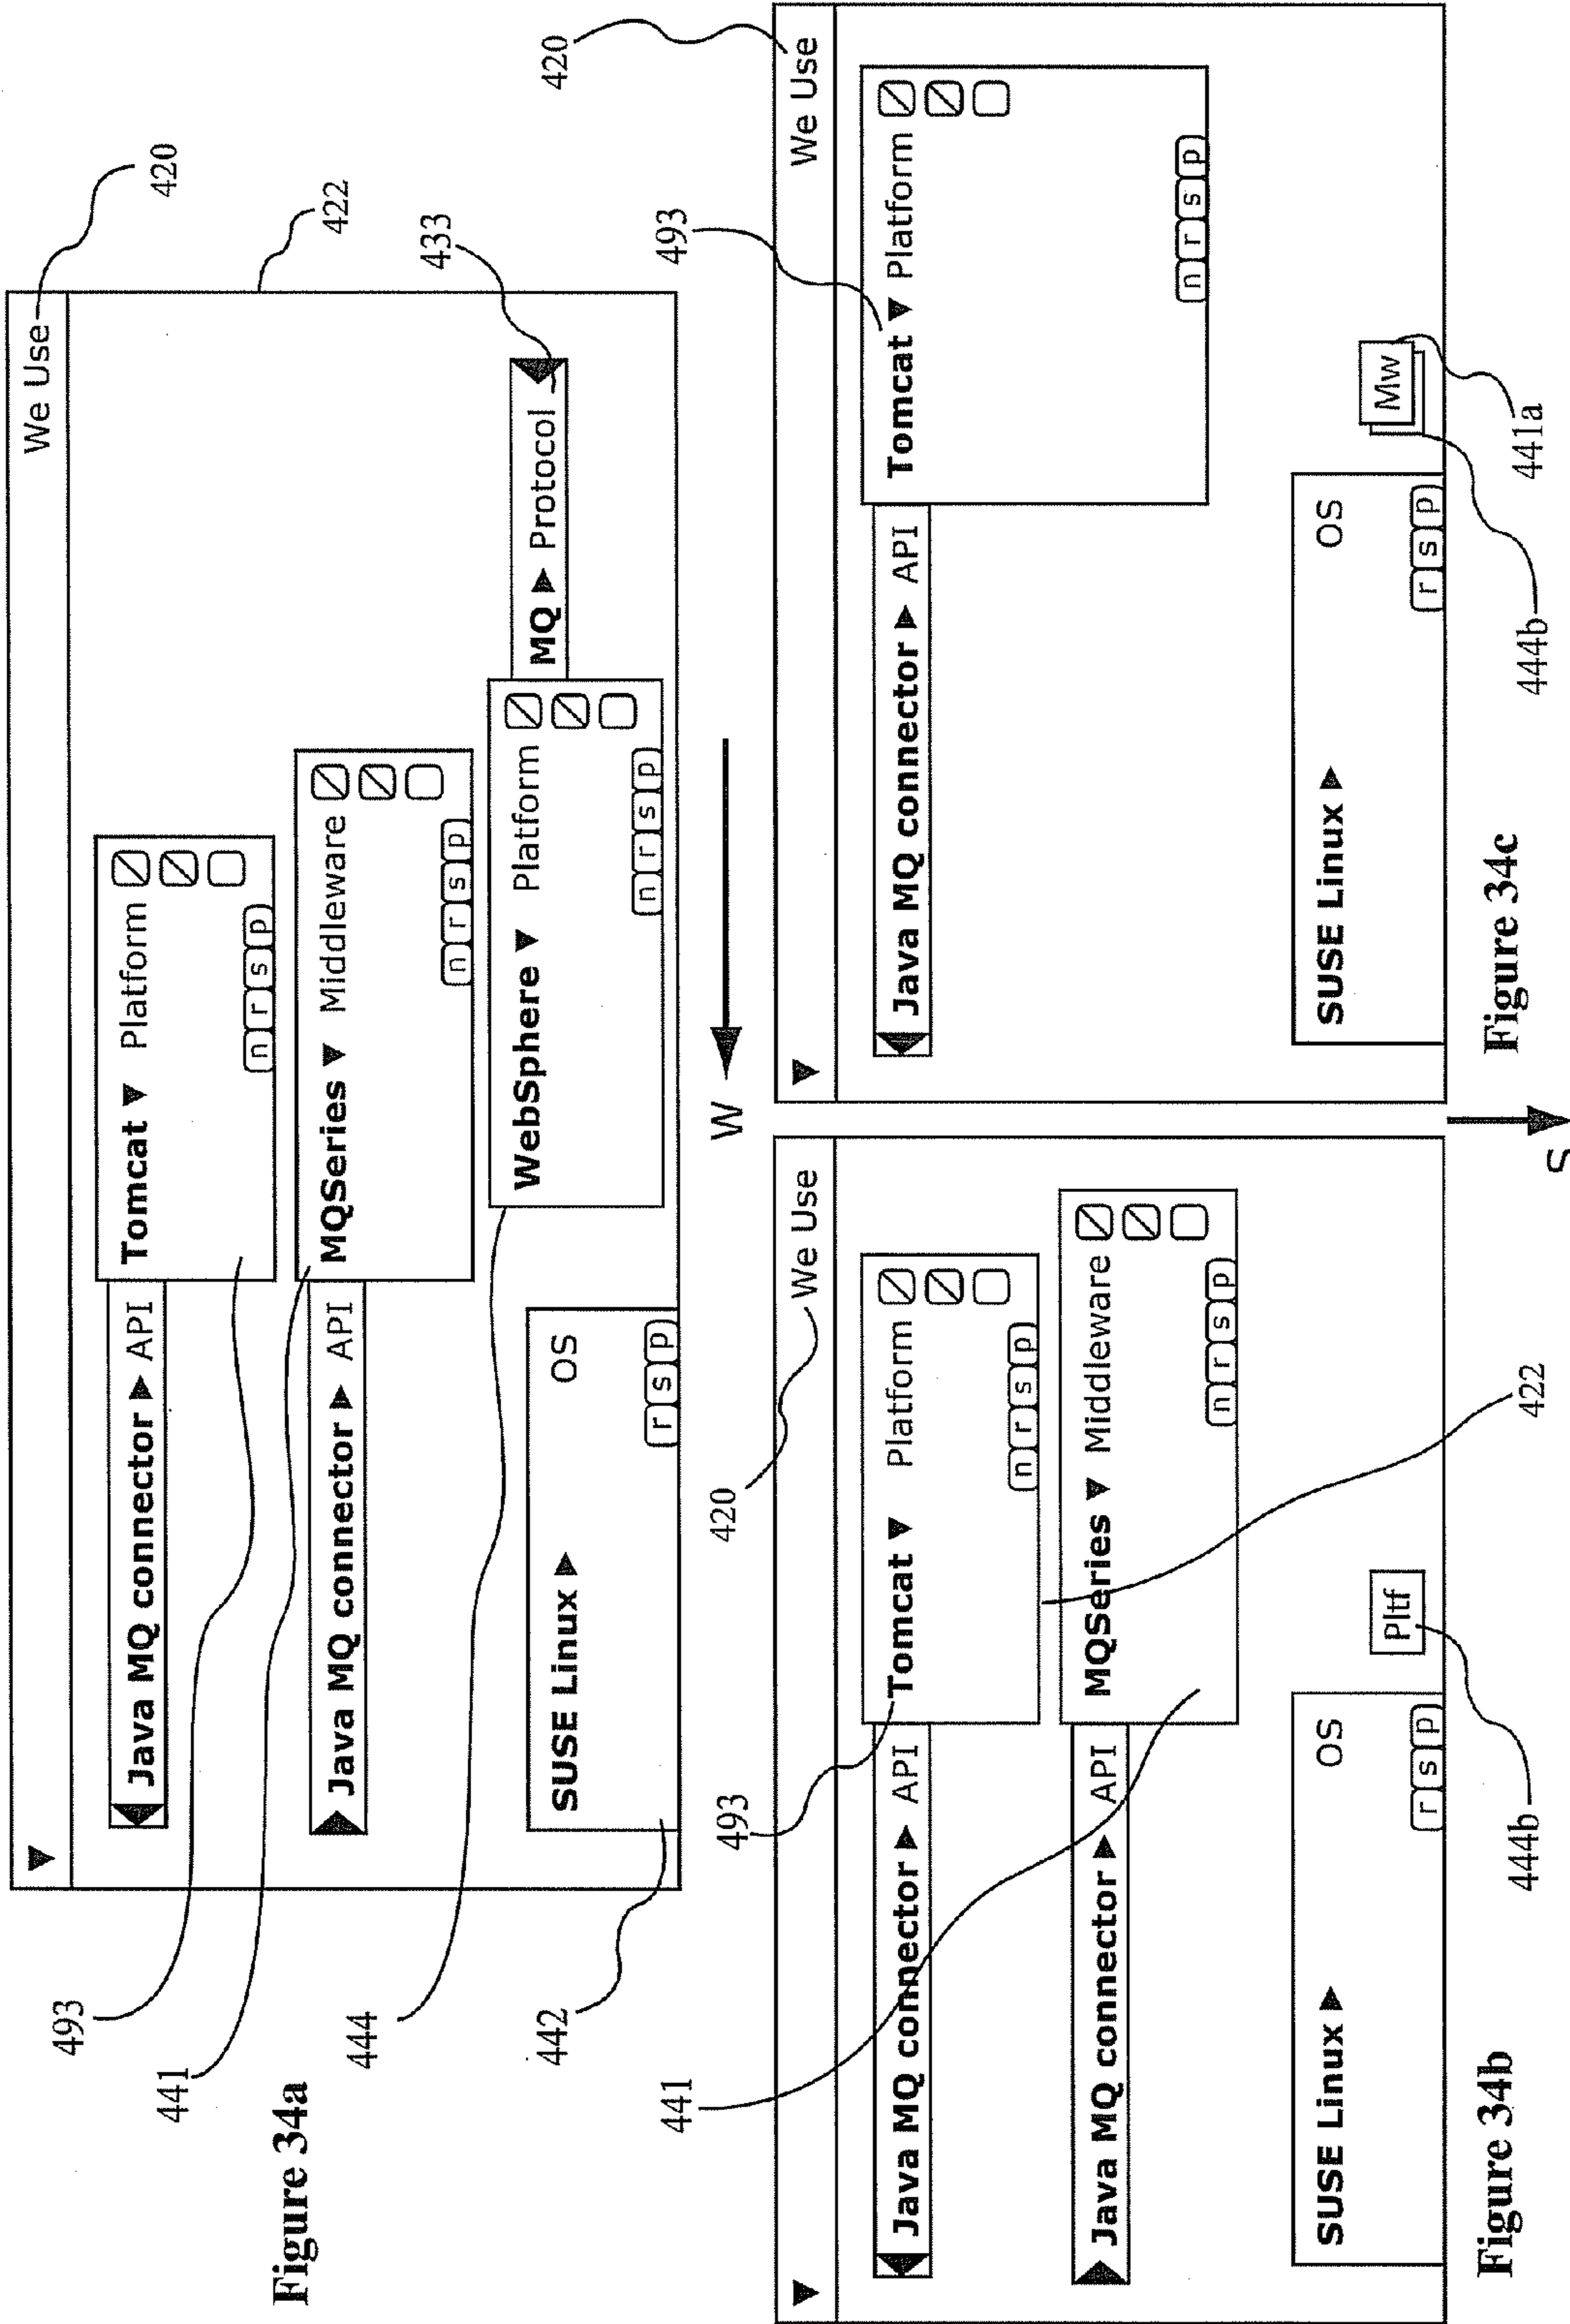 Figure 34a
▼ We Use
420
422
433
Java MQ connector ▶ API
Tomcat ▼ Platform
n r s p
Java MQ connector ▶ API
MQSeries ▼ Middleware
n r s p
WebSphere ▼ Platform
n r s p
MQ ▶ Protocol
SUSE Linux ▶ OS
r s p
493
441
444
442
W
Figure 34b
▼ We Use
420
493
441
Java MQ connector ▶ API
Tomcat ▼ Platform
n r s p
Java MQ connector ▶ API
MQSeries ▼ Middleware
n r s p
SUSE Linux ▶ OS
r s p
Pltf
444b
422
S
Figure 34c
▼ We Use
420
493
Java MQ connector ▶ API
Tomcat ▼ Platform
n r s p
SUSE Linux ▶ OS
r s p
Mw
444b
441a